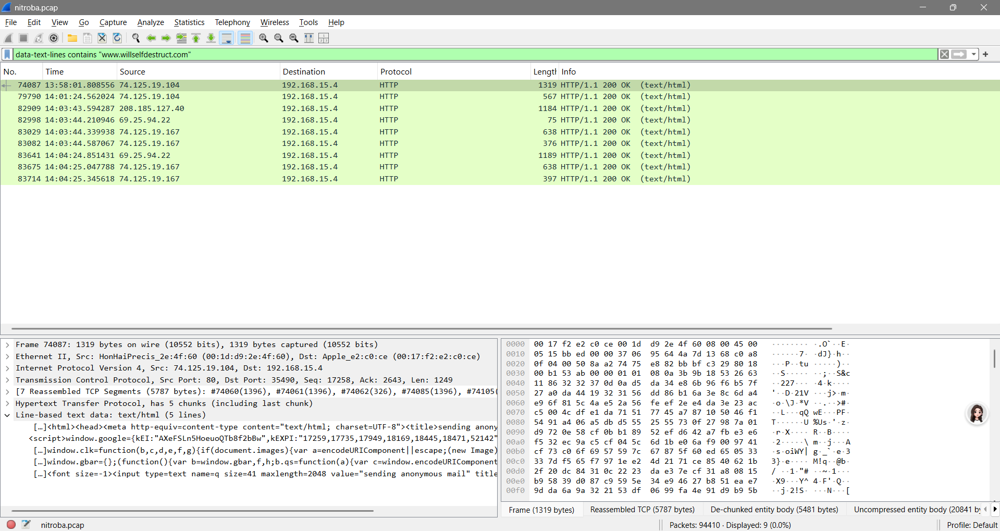 nitroba.pcap
File Edit View Go Capture Analyze Statistics Telephony Wireless Tools Help
data-text-lines contains "www.willselfdestruct.com"
No. Time Source Destination Protocol Lengtł Info
74087 13:58:01.808556 74.125.19.104 192.168.15.4 HTTP 1319 HTTP/1.1 200 OK (text/html)
79790 14:01:24.562024 74.125.19.104 192.168.15.4 HTTP 567 HTTP/1.1 200 OK (text/html)
82909 14:03:43.594287 208.185.127.40 192.168.15.4 HTTP 1184 HTTP/1.1 200 OK (text/html)
82998 14:03:44.210946 69.25.94.22 192.168.15.4 HTTP 75 HTTP/1.1 200 OK (text/html)
83029 14:03:44.339938 74.125.19.167 192.168.15.4 HTTP 638 HTTP/1.1 200 OK (text/html)
83082 14:03:44.587067 74.125.19.167 192.168.15.4 HTTP 376 HTTP/1.1 200 OK (text/html)
83641 14:04:24.851431 69.25.94.22 192.168.15.4 HTTP 1189 HTTP/1.1 200 OK (text/html)
83675 14:04:25.047788 74.125.19.167 192.168.15.4 HTTP 638 HTTP/1.1 200 OK (text/html)
83714 14:04:25.345618 74.125.19.167 192.168.15.4 HTTP 397 HTTP/1.1 200 OK (text/html)
Frame 74087: 1319 bytes on wire (10552 bits), 1319 bytes captured (10552 bits)
Ethernet II, Src: HonHaiPrecis_2e:4f:60 (00:1d:d9:2e:4f:60), Dst: Apple_e2:c0:ce (00:17:f2:e2:c0:ce)
Internet Protocol Version 4, Src: 74.125.19.104, Dst: 192.168.15.4
Transmission Control Protocol, Src Port: 80, Dst Port: 35490, Seq: 17258, Ack: 2643, Len: 1249
[7 Reassembled TCP Segments (5787 bytes): #74060(1396), #74061(1396), #74062(326), #74085(1396), #74105(
Hypertext Transfer Protocol, has 5 chunks (including last chunk)
Line-based text data: text/html (5 lines)
[…]<html><head><meta http-equiv=content-type content="text/html; charset=UTF-8"><title>sending anony
<script>window.google={kEI:"AXeFSLn5HoeuoQTb8f2bBw",kEXPI:"17259,17735,17949,18169,18445,18471,52142"
[…]window.clk=function(b,c,d,e,f,g){if(document.images){var a=encodeURIComponent||escape;(new Image)
[…]window.gbar={};(function(){var b=window.gbar,f,h;b.qs=function(a){var c=window.encodeURIComponent
[…]<font size=-1><input type=text name=q size=41 maxlength=2048 value="sending anonymous mail" title
0000 00 17 f2 e2 c0 ce 00 1d d9 2e 4f 60 08 00 45 00 ········ ·.O`··E·
0010 05 15 bb ed 00 00 37 06 95 64 4a 7d 13 68 c0 a8 ······7· ·dJ}·h··
0020 0f 04 00 50 8a a2 74 75 e8 82 bb bf c3 29 80 18 ···P··tu ·····)··
0030 00 b1 53 ab 00 00 01 01 08 0a 3b 9b 18 53 26 63 ··S····· ··;··S&c
0040 11 86 32 32 37 0d 0a d5 da 34 e8 6b 96 f6 b5 7f ··227··· ·4·k····
0050 27 a0 da 44 19 32 31 56 dd 86 b1 6a 3e 8c 6d a4 '··D·21V ···j>·m·
0060 e9 6f 81 5c 4a e5 2a 56 fe ef 2e e4 da 3e 23 ac ·o·\J·*V ··.··>#·
0070 c5 00 4c df e1 da 71 51 77 45 a7 87 10 50 46 f1 ··L···qQ wE···PF·
0080 54 91 a4 06 a5 db d5 55 25 55 73 0f 27 98 7a 01 T······U %Us·'·z·
0090 d9 72 0e 58 cf 0b b1 89 52 ef d6 42 a7 fb e3 e6 ·r·X···· R··B····
00a0 f5 32 ec 9a c5 cf 04 5c 6d 1b e0 6a f9 00 97 41 ·2·····\ m··j···A
00b0 cf 73 c0 6f 69 57 59 7c 67 87 5f 60 ed 65 05 33 ·s·oiWY| g·_`·e·3
00c0 33 7d f5 65 f7 97 1e e2 4d 21 71 ce 85 40 62 1b 3}·e···· M!q··@b·
00d0 2f 20 dc 84 31 0c 22 23 da e3 7e cf 31 a8 08 15 / ··1·"# ··~·1···
00e0 b9 58 39 d0 87 c9 59 5e 34 e9 46 27 b8 51 ea e7 ·X9···Y^ 4·F'·Q··
00f0 9d da 6a 9a 32 21 53 df 06 99 fa 4e 91 d9 b9 5b ··j·2!S· ···N···[
Frame (1319 bytes) Reassembled TCP (5787 bytes) De-chunked entity body (5481 bytes) Uncompressed entity body (20841 by
nitroba.pcap Packets: 94410 · Displayed: 9 (0.0%) Profile: Default